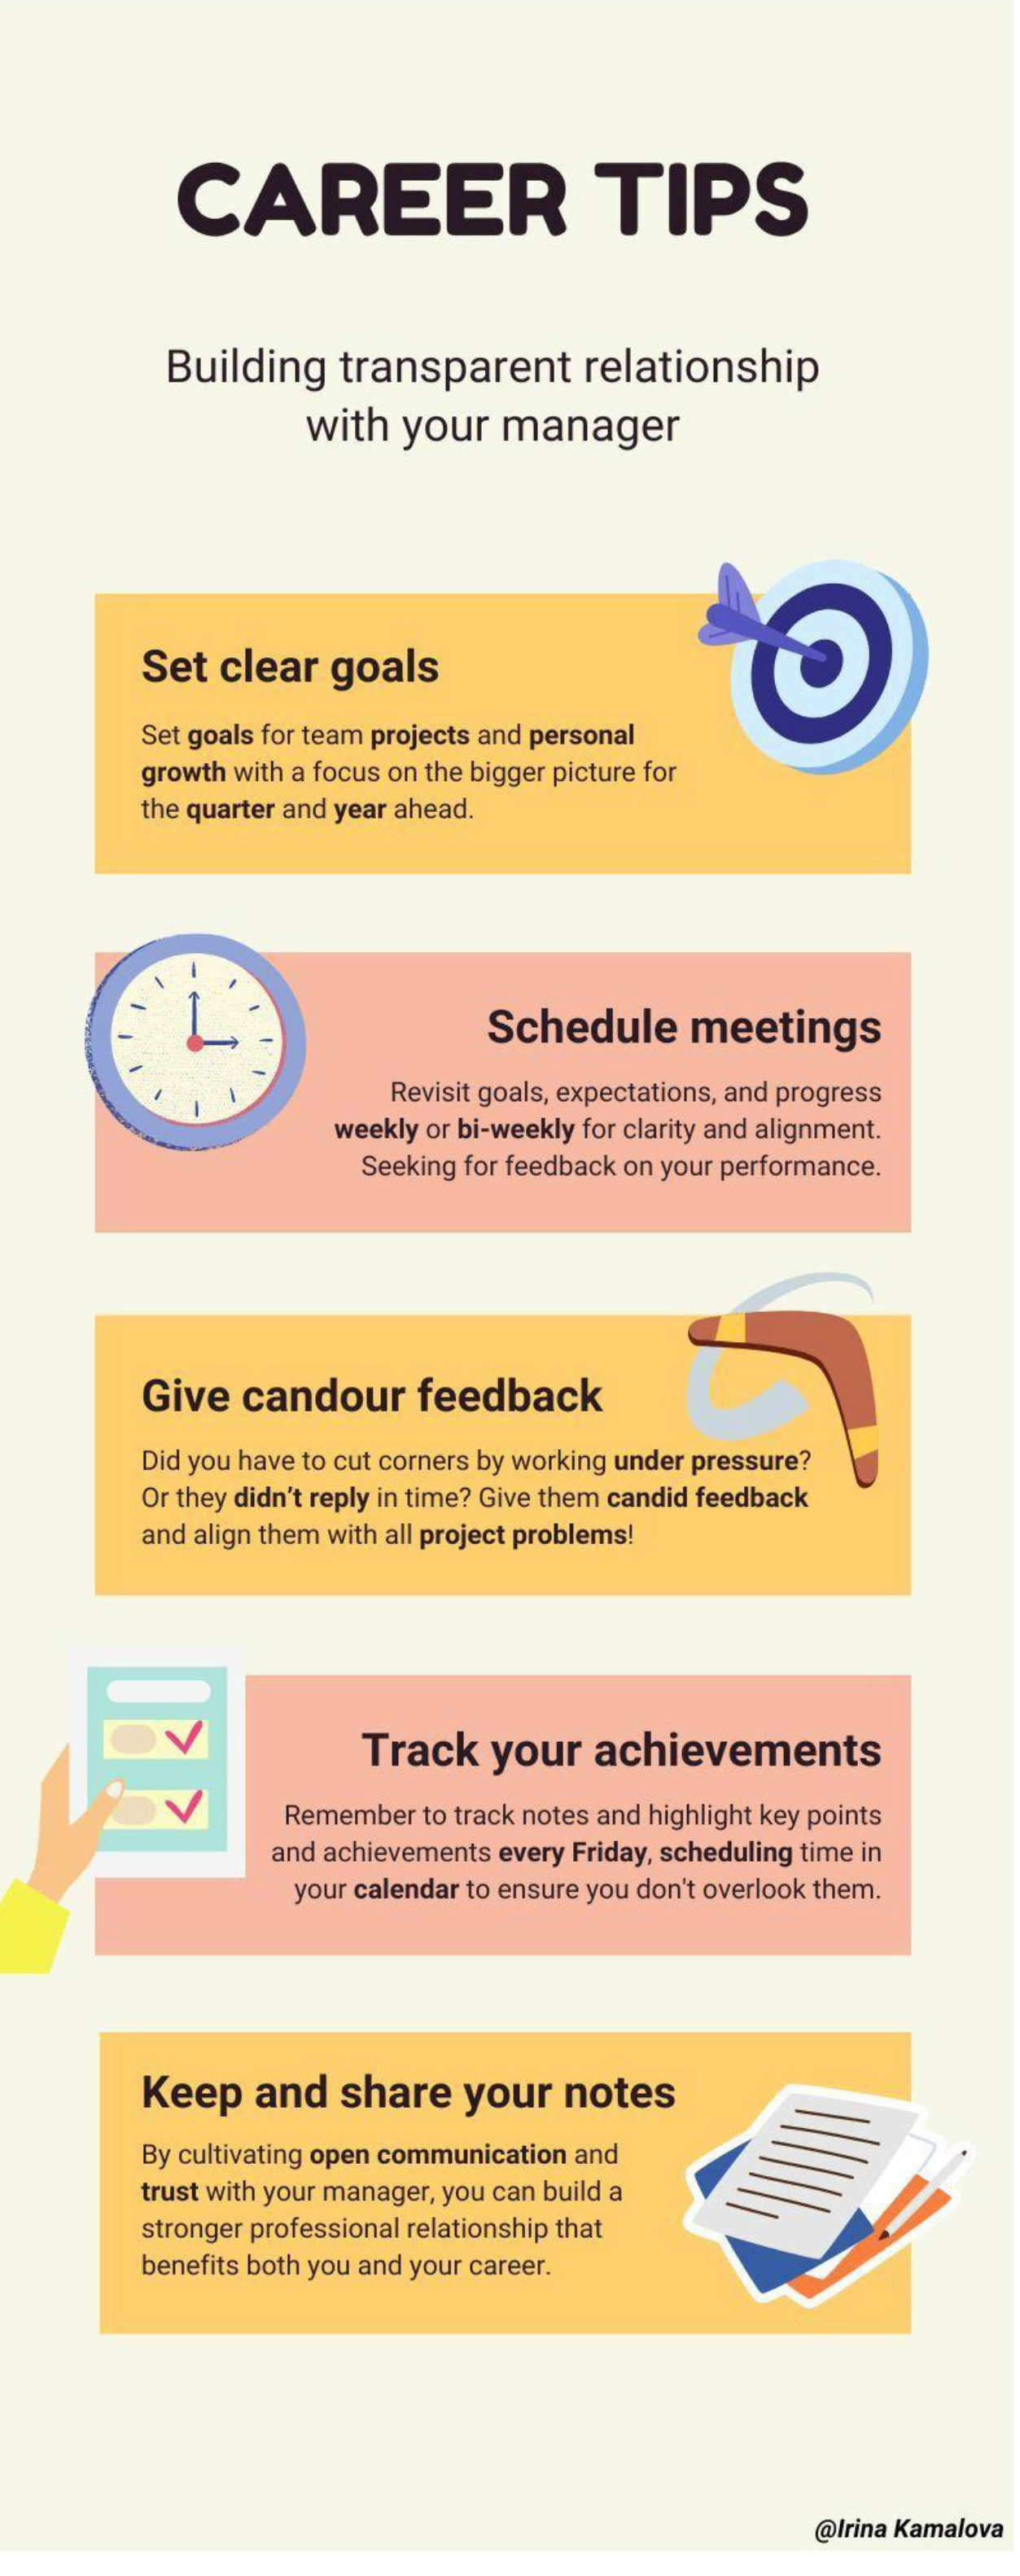 CAREER TIPS
Building transparent relationship
with your manager
Set clear goals
Set goals for team projects and personal
growth with a focus on the bigger picture for
the quarter and year ahead.
Schedule meetings
Revisit goals, expectations, and progress
weekly or bi-weekly for clarity and alignment.
Seeking for feedback on your performance.
Give candour feedback
Did you have to cut corners by working under pressure?
Or they didn't reply in time? Give them candid feedback
and align them with all project problems!
Track your achievements
Remember to track notes and highlight key points
and achievements every Friday, scheduling time in
your calendar to ensure you don't overlook them.
Keep and share your notes
By cultivating open communication and
trust with your manager, you can build a
stronger professional relationship that
benefits both you and your career.
@Irina Kamalova